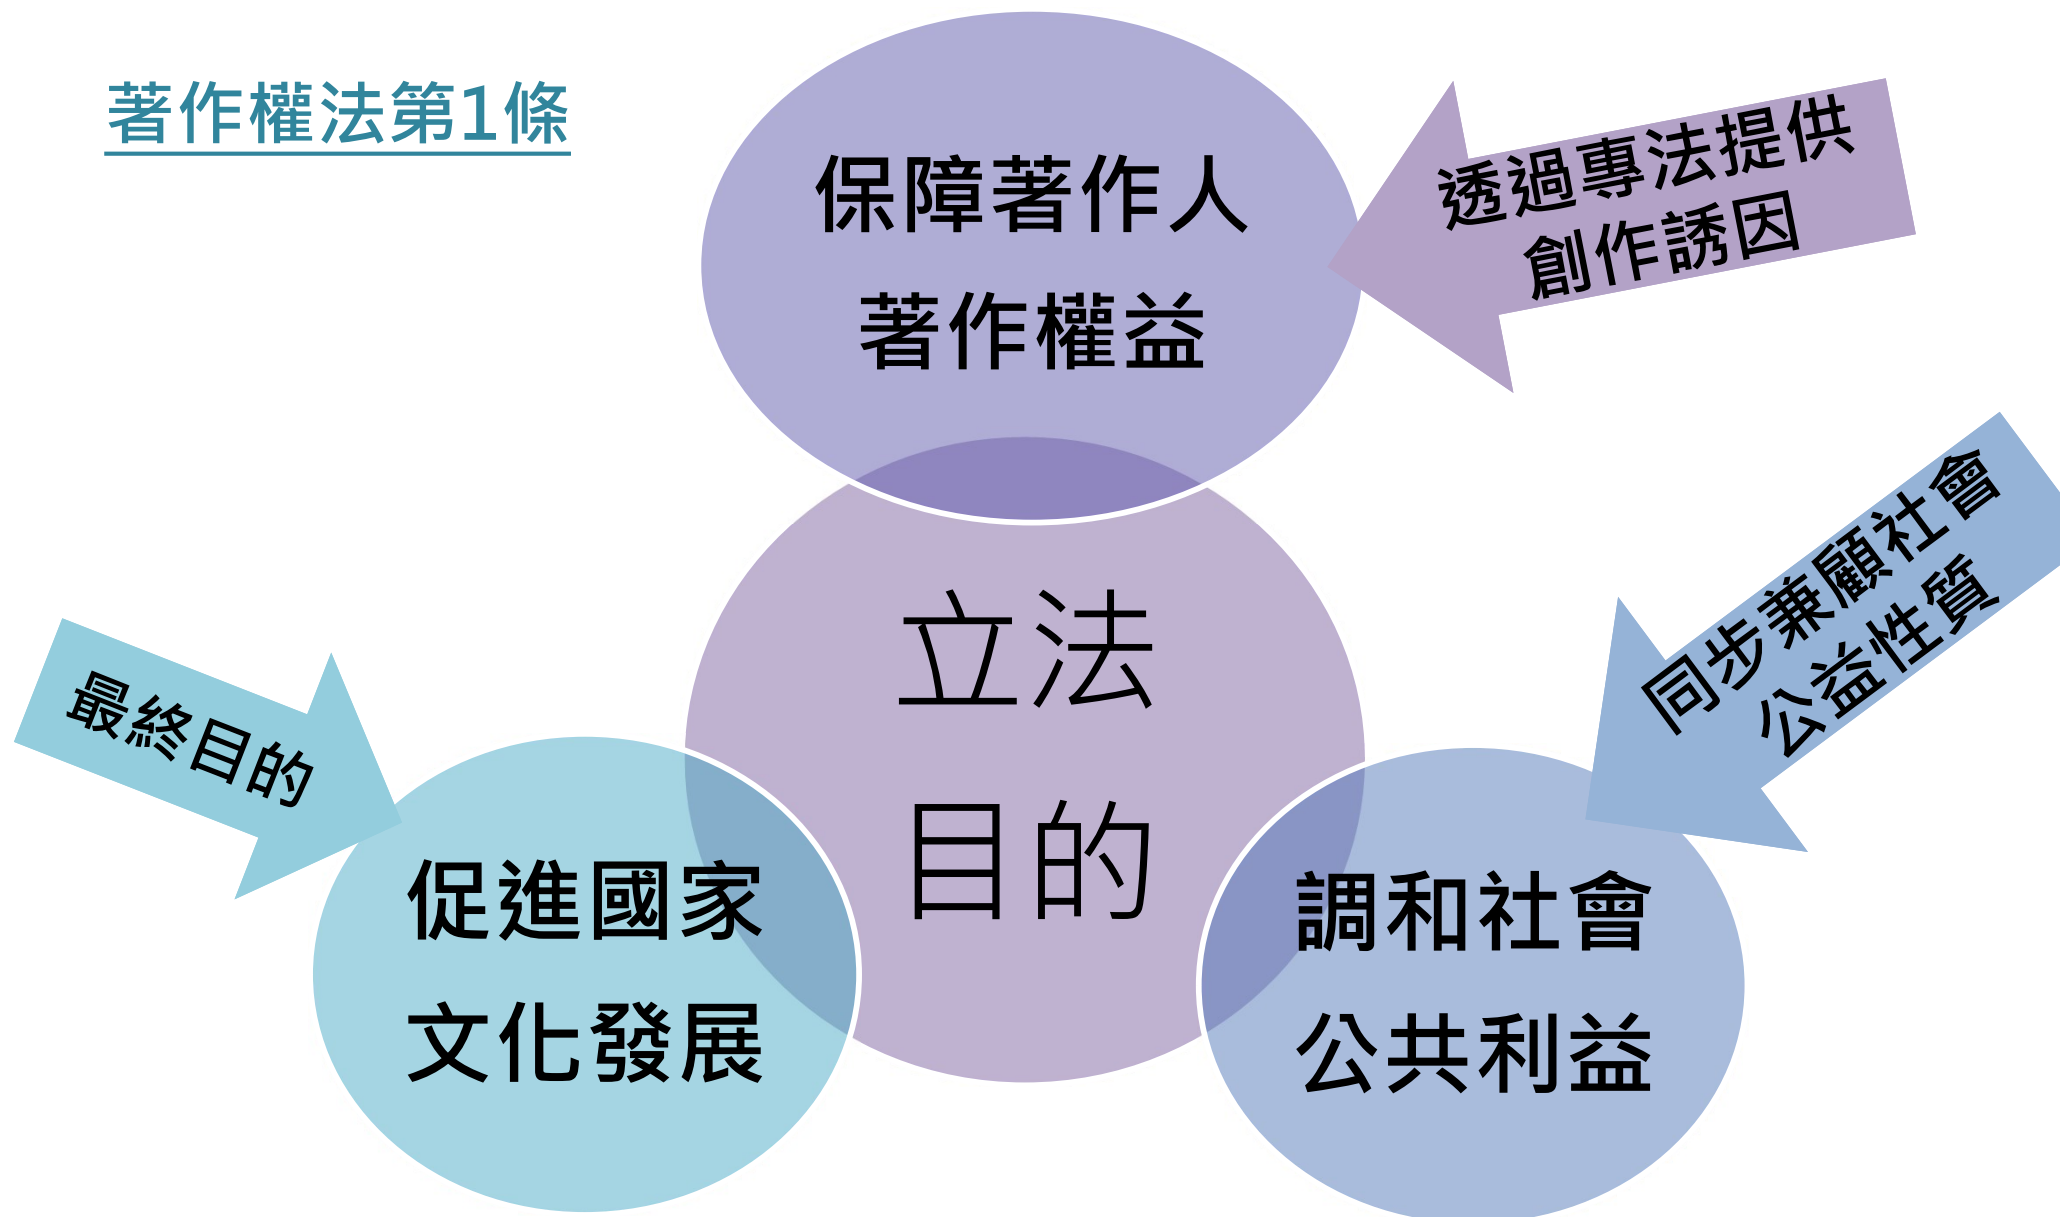 著作權法第1條
保障著作人
著作權益
透過專法提供
創作誘因
立法
目的
同步兼顧社會
公益性質
最終目的
促進國家
文化發展
調和社會
公共利益